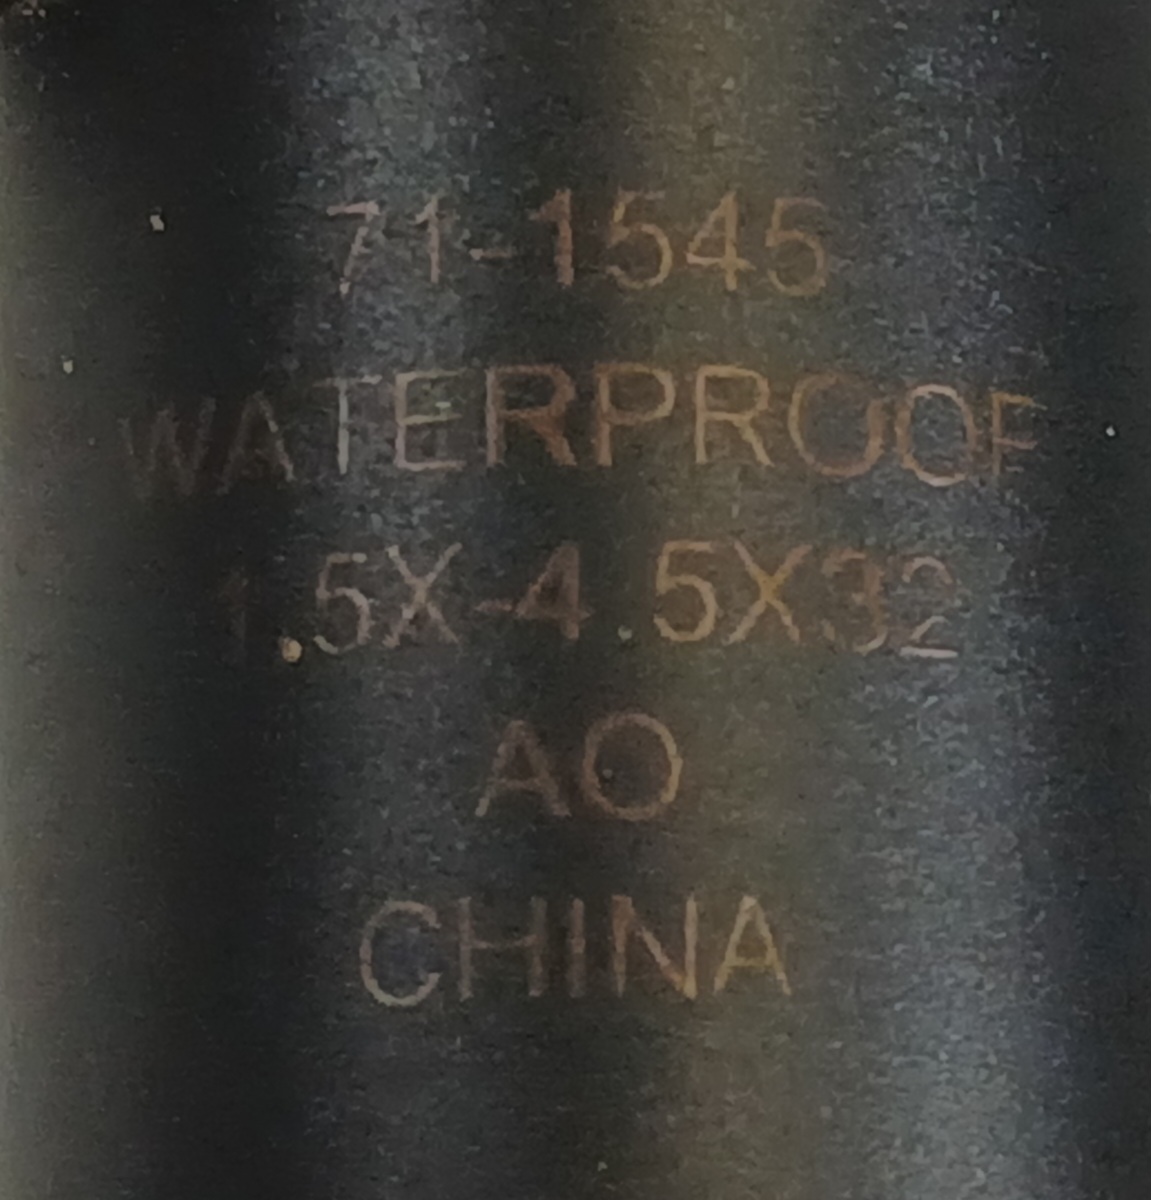 71-1545
WATERPROOF
1.5X-4.5X32
AO
CHINA